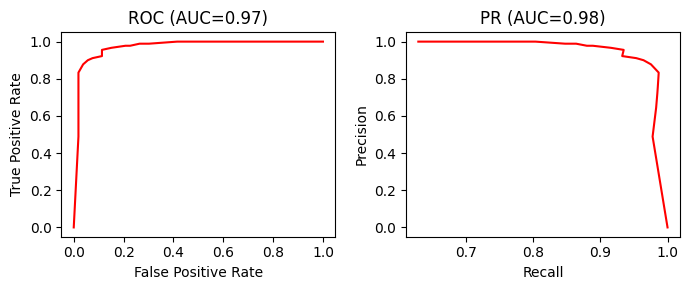 ROC (AUC=0.97)
True Positive Rate
1.0
0.8
0.6
0.4
0.2
0.0
0.0 0.2 0.4 0.6 0.8 1.0
False Positive Rate
PR (AUC=0.98)
Precision
1.0
0.8
0.6
0.4
0.2
0.0
0.7 0.8 0.9 1.0
Recall